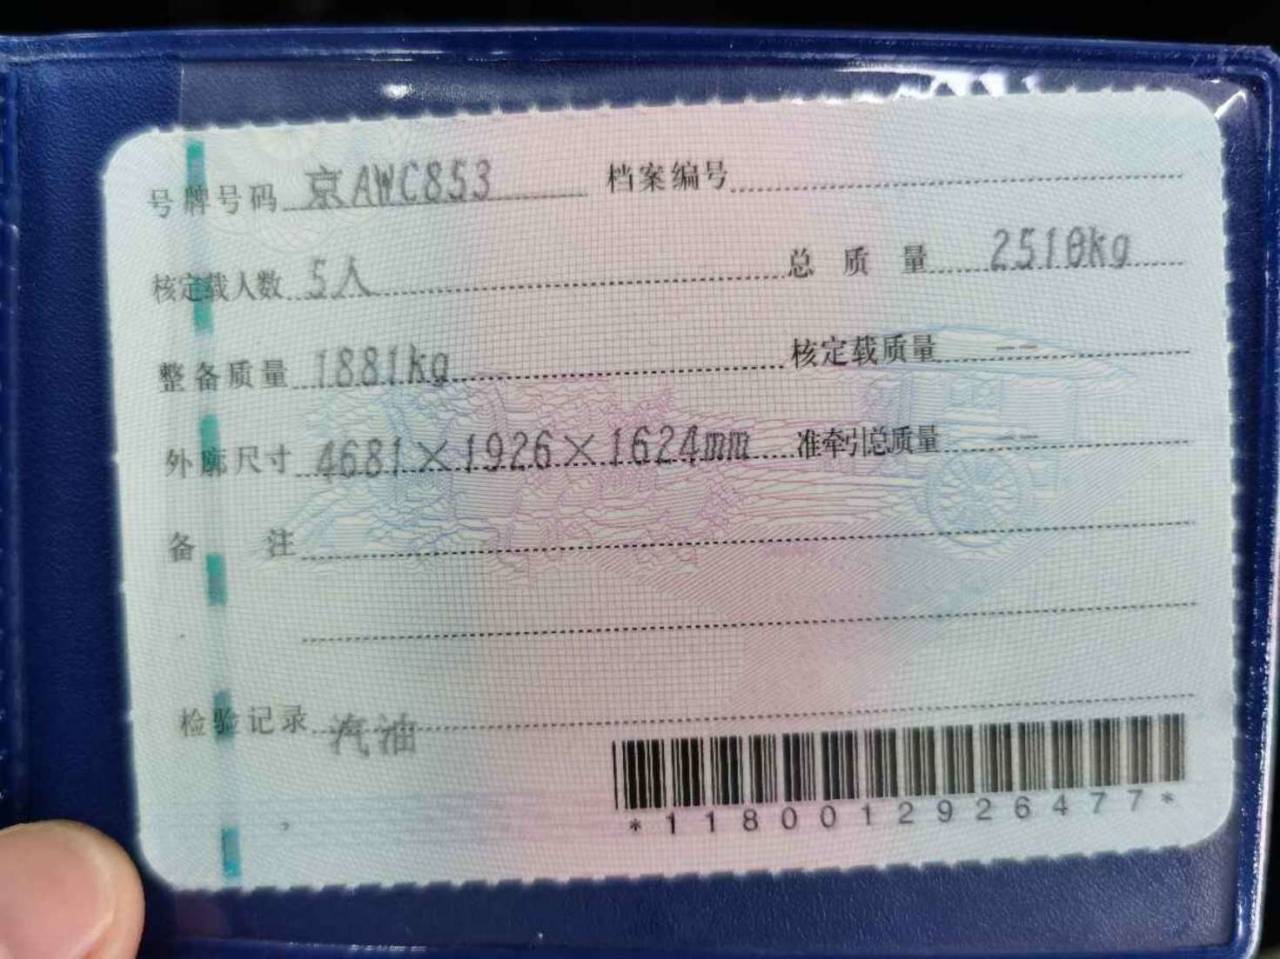 号牌号码 京AWC853 档案编号
核定载人数 5人 总质量 2510kg
整备质量 1881kg 核定载质量 --
外廓尺寸 4681×1926×1624mm 准牵引总质量 --
备注
检验记录 汽油
*1180012926477*